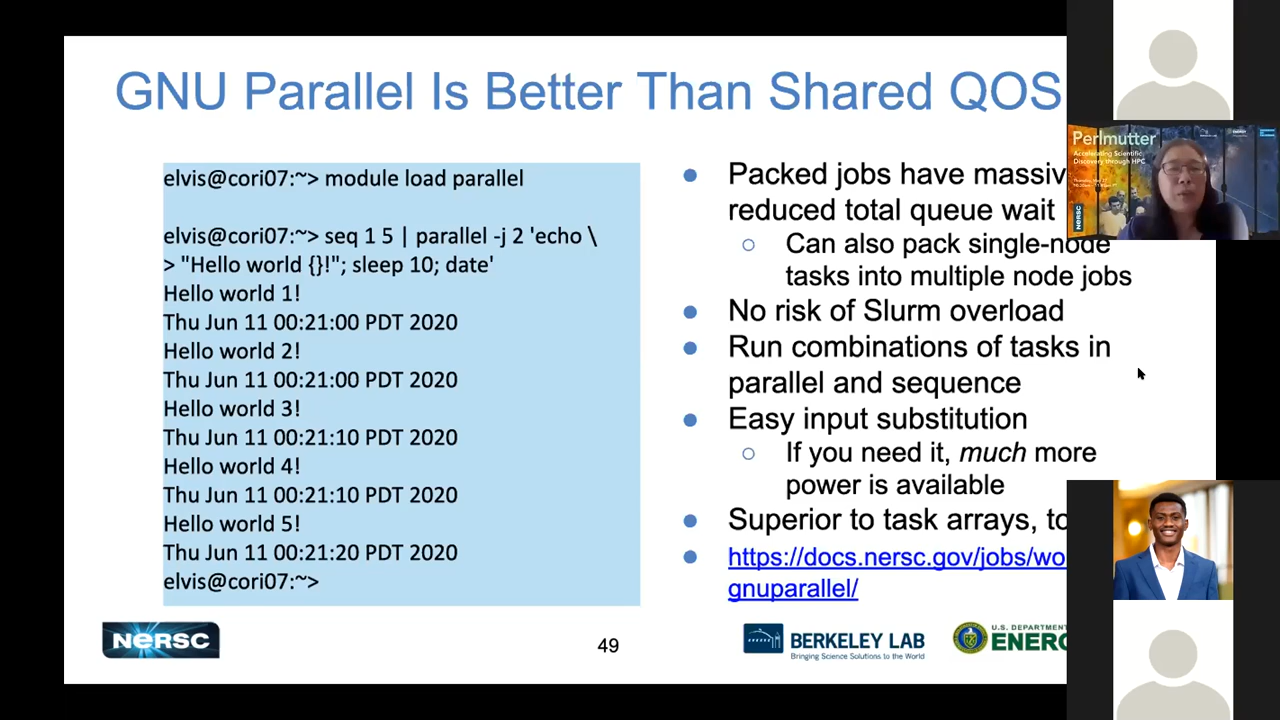 GNU Parallel Is Better Than Shared QOS
elvis@cori07:~> module load parallel
elvis@cori07:~> seq 1 5 | parallel -j 2 'echo \
> "Hello world {}!"; sleep 10; date'
Hello world 1!
Thu Jun 11 00:21:00 PDT 2020
Hello world 2!
Thu Jun 11 00:21:00 PDT 2020
Hello world 3!
Thu Jun 11 00:21:10 PDT 2020
Hello world 4!
Thu Jun 11 00:21:10 PDT 2020
Hello world 5!
Thu Jun 11 00:21:20 PDT 2020
elvis@cori07:~>
Packed jobs have massiv
reduced total queue wait
Can also pack single-node
tasks into multiple node jobs
No risk of Slurm overload
Run combinations of tasks in
parallel and sequence
Easy input substitution
If you need it, much more
power is available
Superior to task arrays, to
https://docs.nersc.gov/jobs/wo
gnuparallel/
Perlmutter
Accelerating Scientific
Discovery through HPC
NERSC
NERSC
49
BERKELEY LAB
Bringing Science Solutions to the World
U.S. DEPARTMENT
ENERG